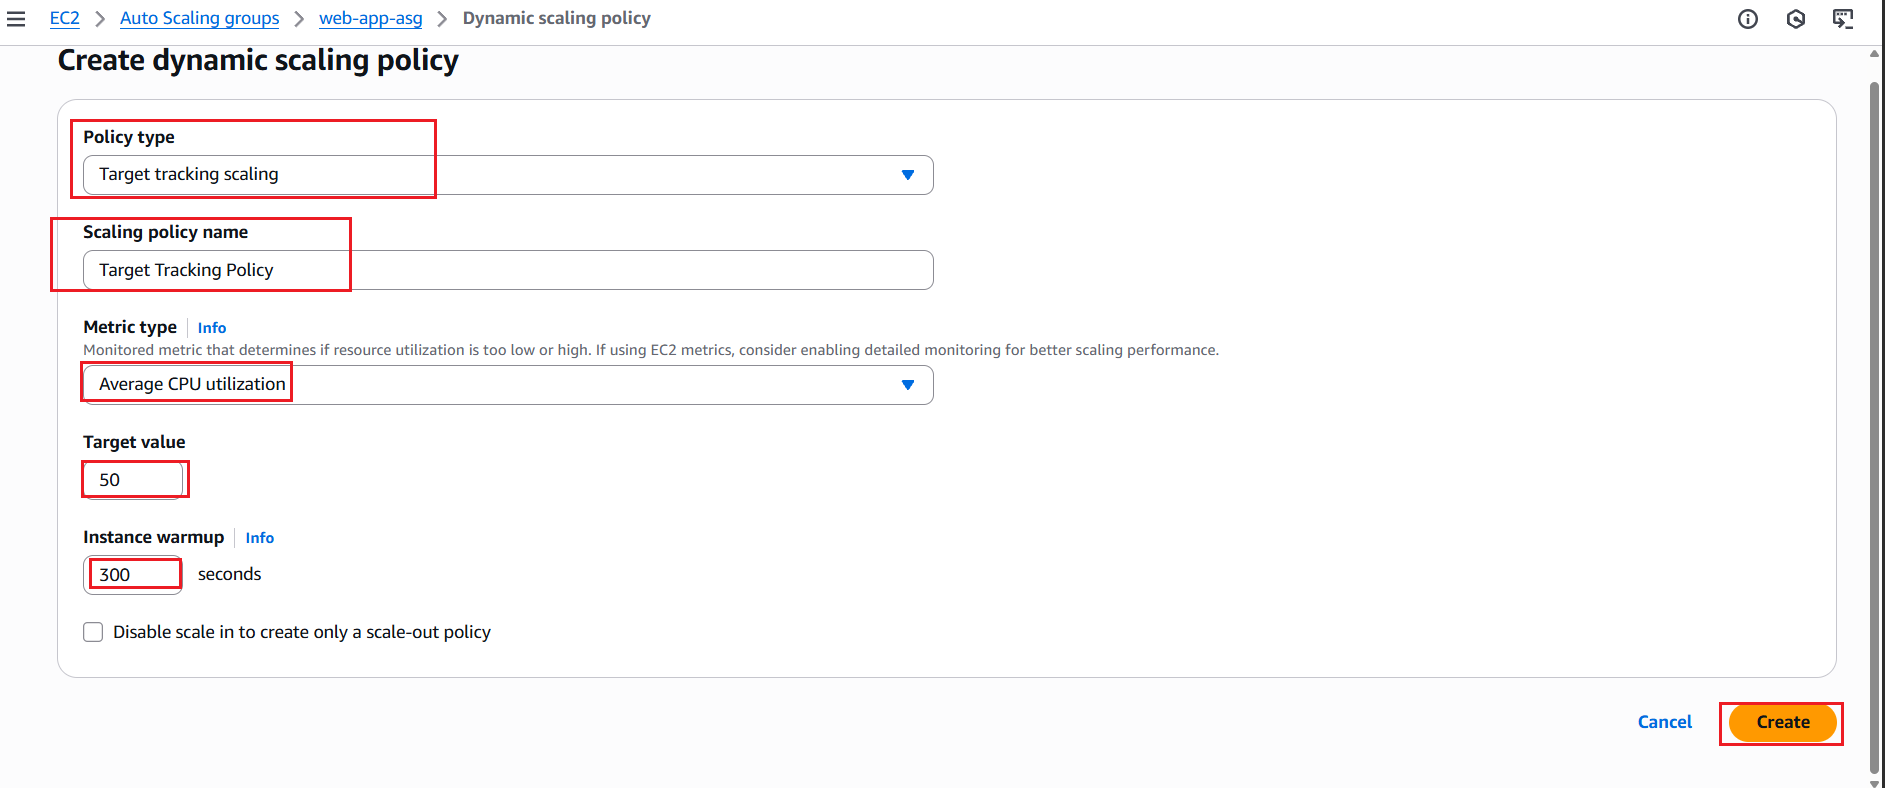 EC2 > Auto Scaling groups > web-app-asg > Dynamic scaling policy
Create dynamic scaling policy
Policy type
Target tracking scaling
Scaling policy name
Target Tracking Policy
Metric type | Info
Monitored metric that determines if resource utilization is too low or high. If using EC2 metrics, consider enabling detailed monitoring for better scaling performance.
Average CPU utilization
Target value
50
Instance warmup | Info
300 seconds
Disable scale in to create only a scale-out policy
Cancel Create